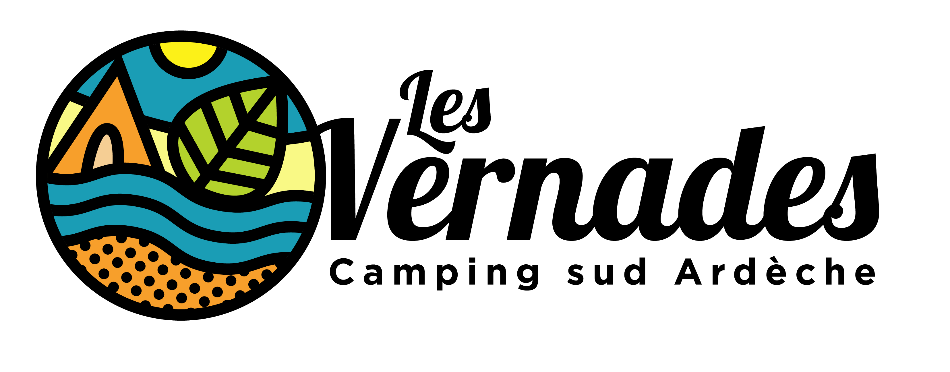 Les
Vernades
Camping sud Ardèche